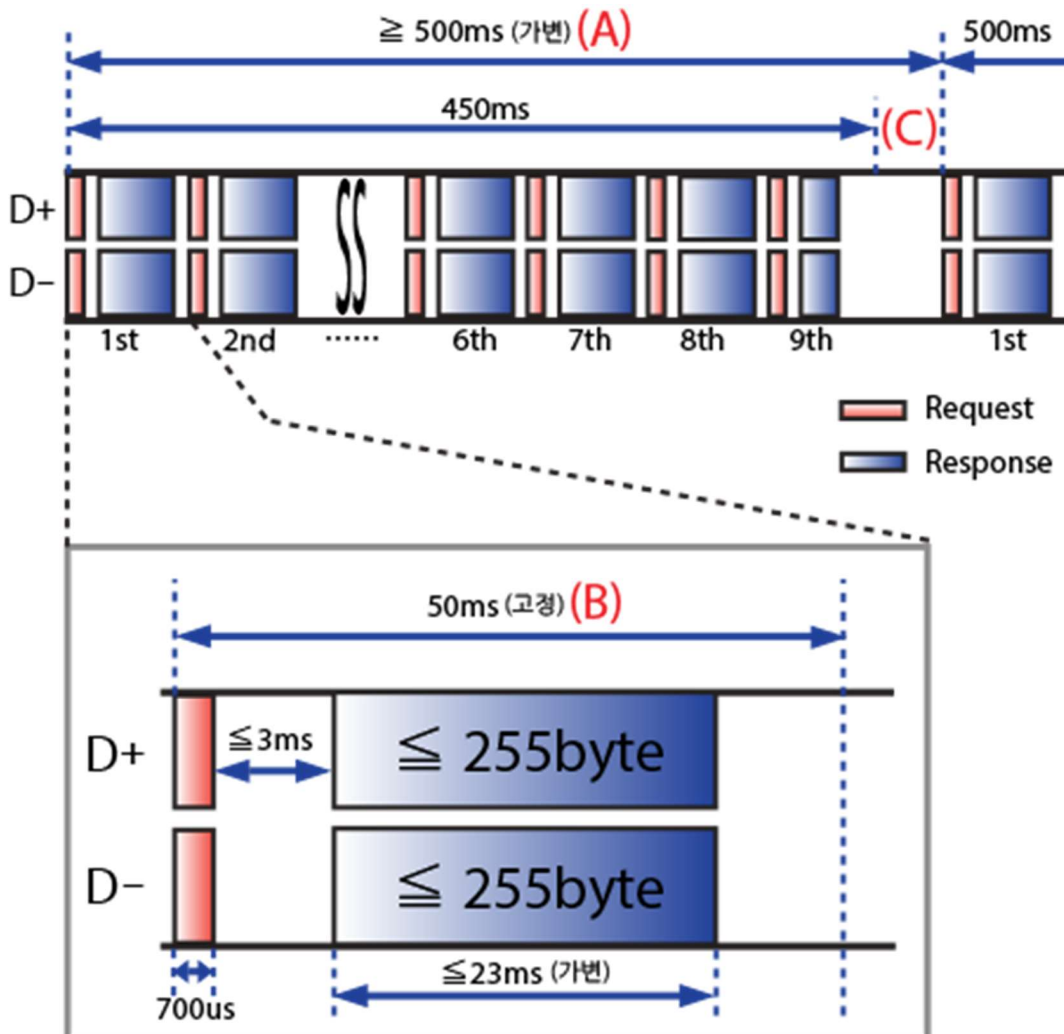 ≧ 500ms (가변) (A)
500ms
450ms
(C)
D+
D−
1st 2nd ...... 6th 7th 8th 9th 1st
Request
Response
50ms (고정) (B)
D+
≦3ms
≦ 255byte
D−
≦ 255byte
≦23ms (가변)
700us